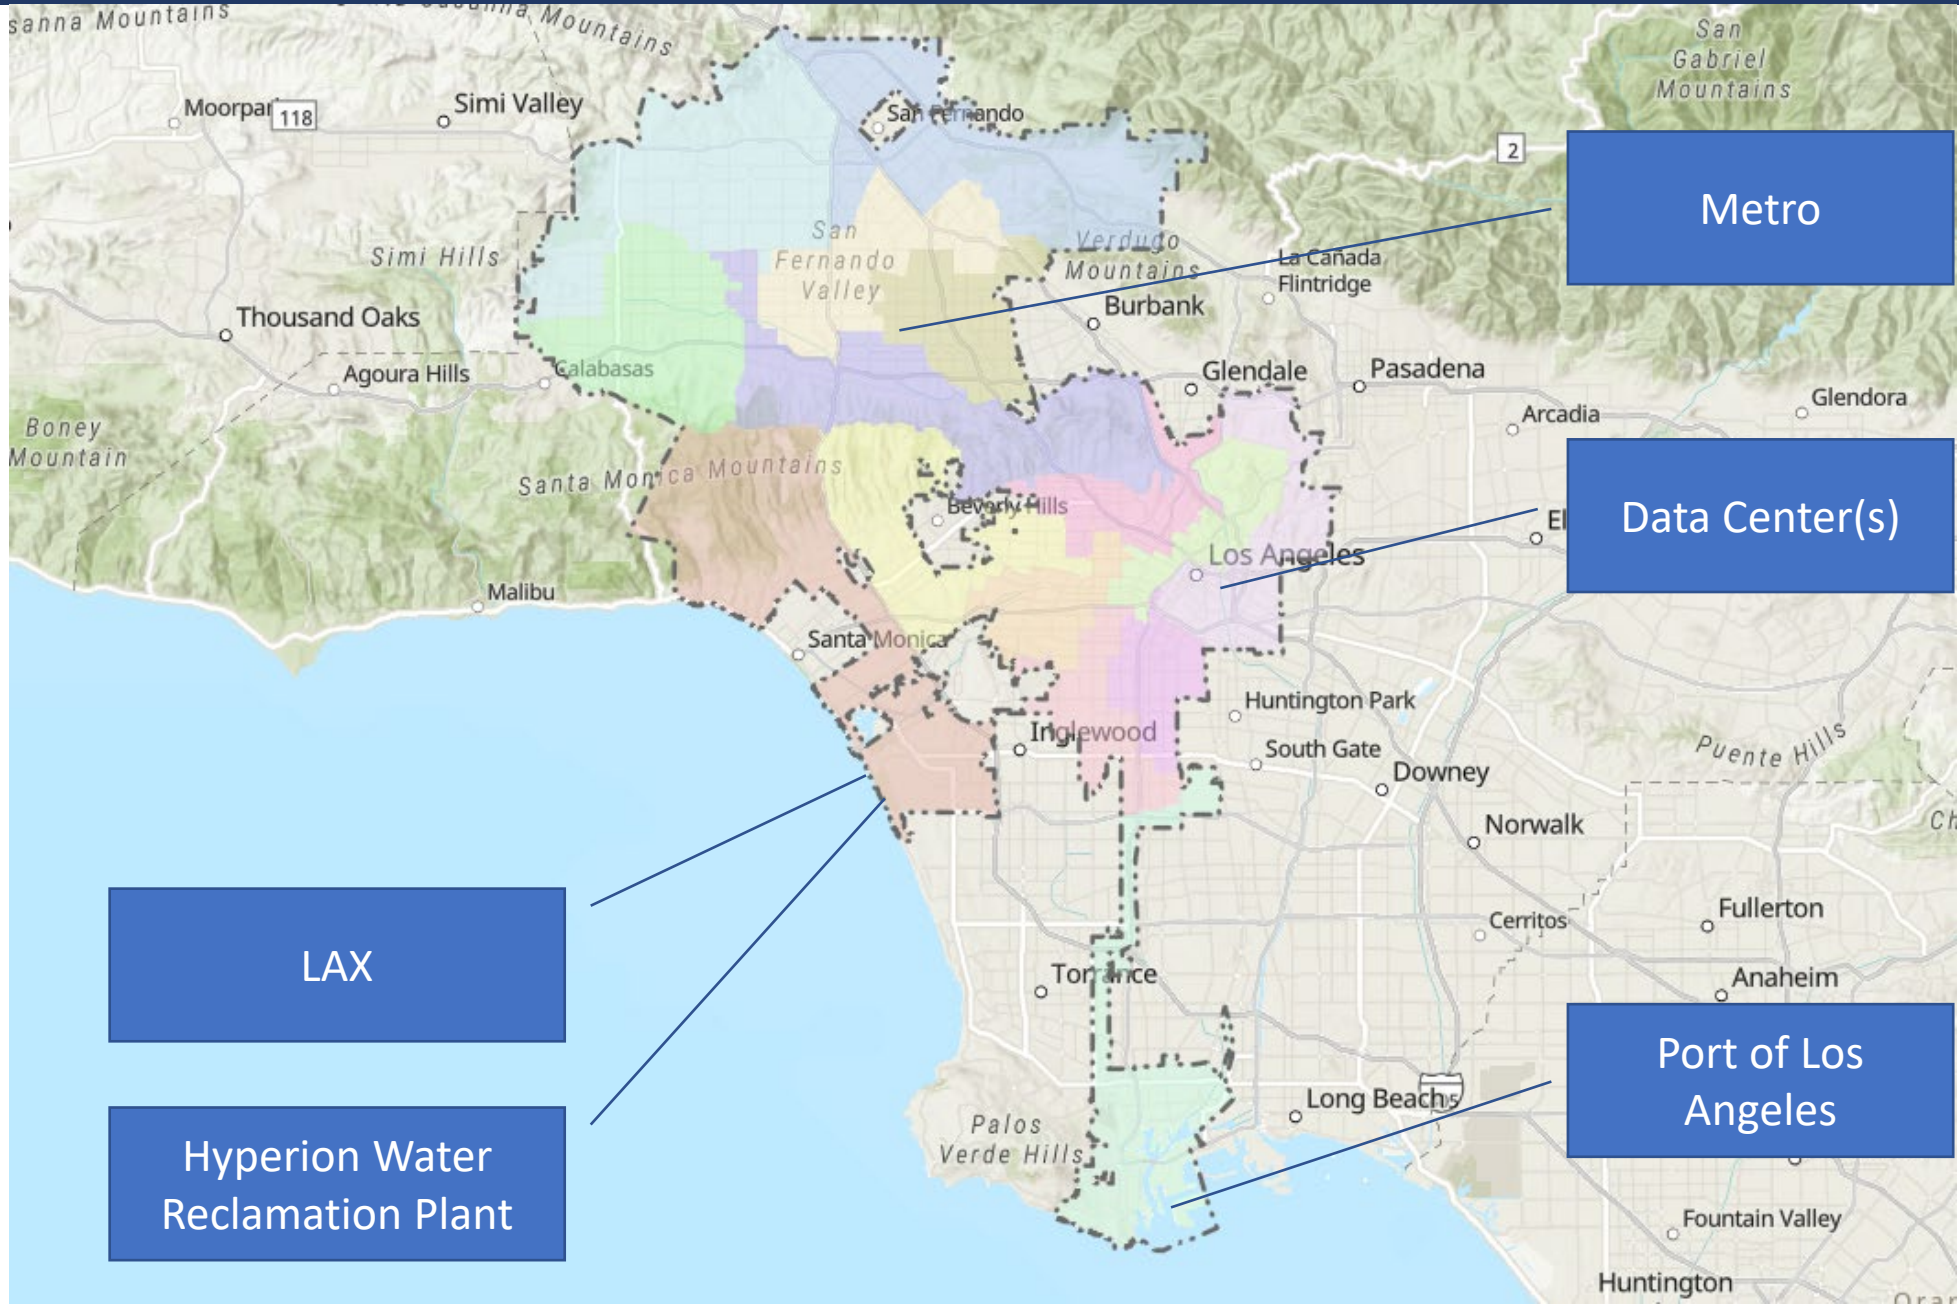 sanna Mountains
Mountains
San
Gabriel
Mountains
Moorpar
118
Simi Valley
San Fernando
2
Metro
Simi Hills
San
Fernando
Valley
Verdugo
Mountains
La Cañada
Flintridge
Thousand Oaks
Burbank
Agoura Hills
Calabasas
Glendale
Pasadena
Glendora
Arcadia
Boney
Mountain
Santa Monica Mountains
Beverly Hills
El
Data Center(s)
Los Angeles
Malibu
Santa Monica
Huntington Park
Inglewood
South Gate
Puente Hills
Downey
Norwalk
Ch
LAX
Cerritos
Fullerton
Torrance
Anaheim
Port of Los
Angeles
Long Beach
Palos
Verde Hills
Hyperion Water
Reclamation Plant
Fountain Valley
Huntington